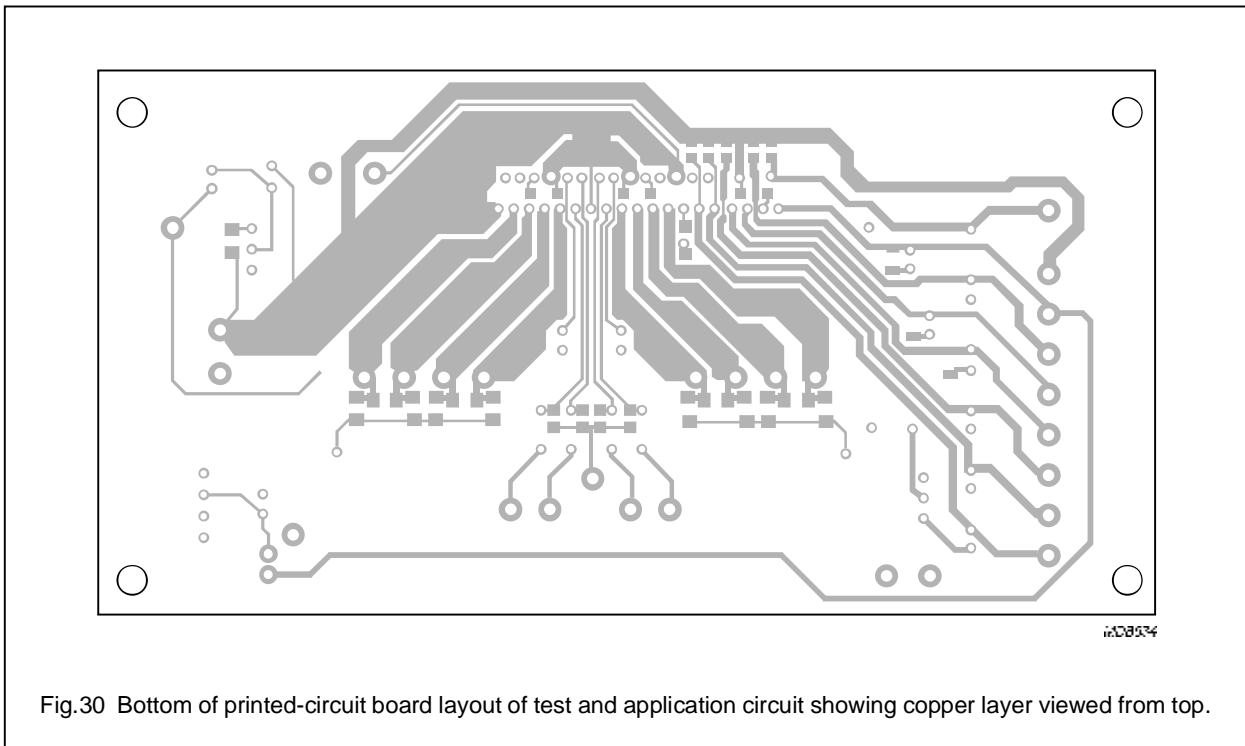 Fig.30 Bottom of printed-circuit board layout of test and application circuit showing copper layer viewed from top.